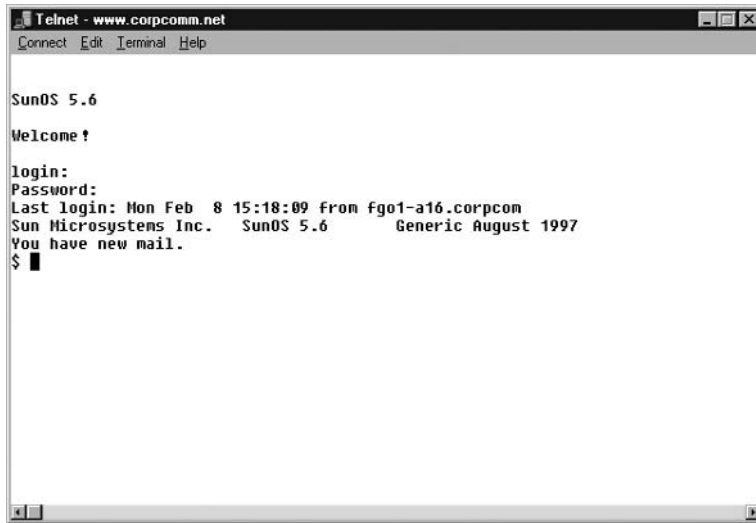 Telnet - www.corpcomm.net
Connect Edit Terminal Help
SunOS 5.6
Welcome!
login:
Password:
Last login: Mon Feb  8 15:18:09 from fgo1-a16.corpcom
Sun Microsystems Inc.   SunOS 5.6       Generic August 1997
You have new mail.
$